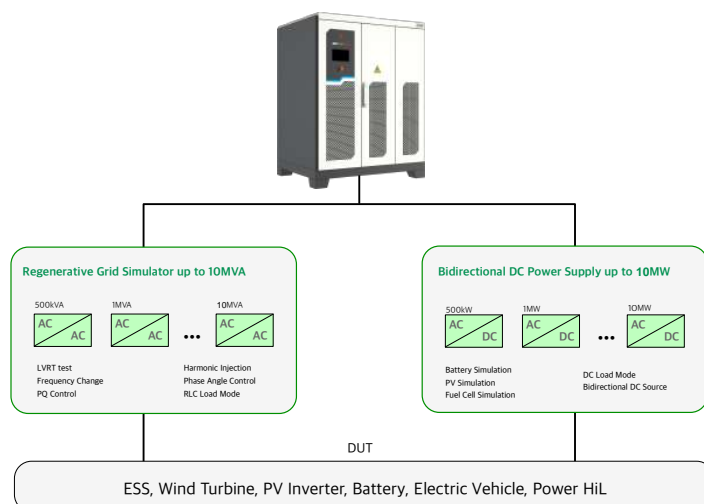 Regenerative Grid Simulator up to 10MVA
500kVA 1MVA 10MVA
AC AC AC
AC AC ••• AC
LVRT test
Frequency Change
PQ Control
Harmonic Injection
Phase Angle Control
RLC Load Mode
Bidirectional DC Power Supply up to 10MW
500kW 1MW 10MW
AC AC AC
DC DC ••• DC
Battery Simulation
PV Simulation
Fuel Cell Simulation
DC Load Mode
Bidirectional DC Source
DUT
ESS, Wind Turbine, PV Inverter, Battery, Electric Vehicle, Power HiL